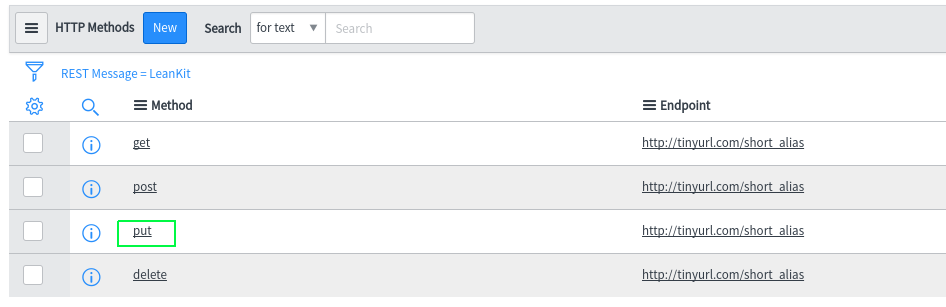 HTTP Methods New Search for text Search
REST Message = LeanKit
Method Endpoint
get http://tinyurl.com/short_alias
post http://tinyurl.com/short_alias
put http://tinyurl.com/short_alias
delete http://tinyurl.com/short_alias